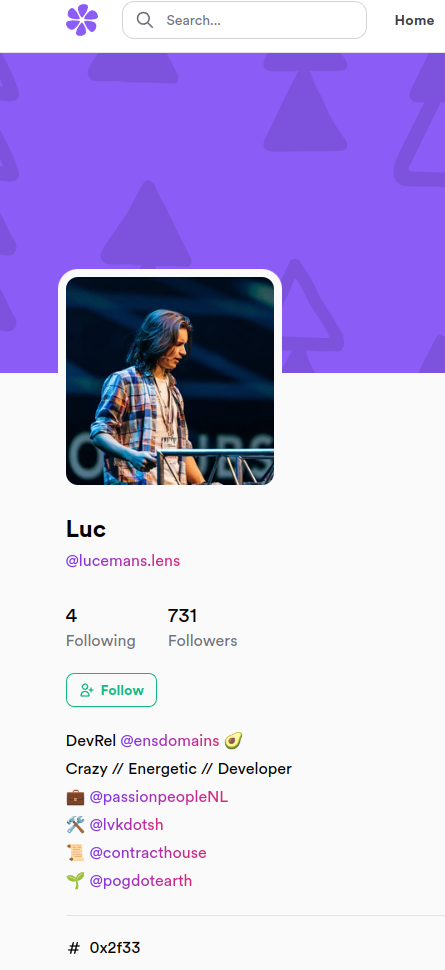 Search...
Home
Luc
@lucemans.lens
4
731
Following
Followers
Follow
DevRel @ensdomains 🥑
Crazy // Energetic // Developer
💼 @passionpeopleNL
🛠️ @lvkdotsh
📜 @contracthouse
🌱 @pogdotearth
# 0x2f33